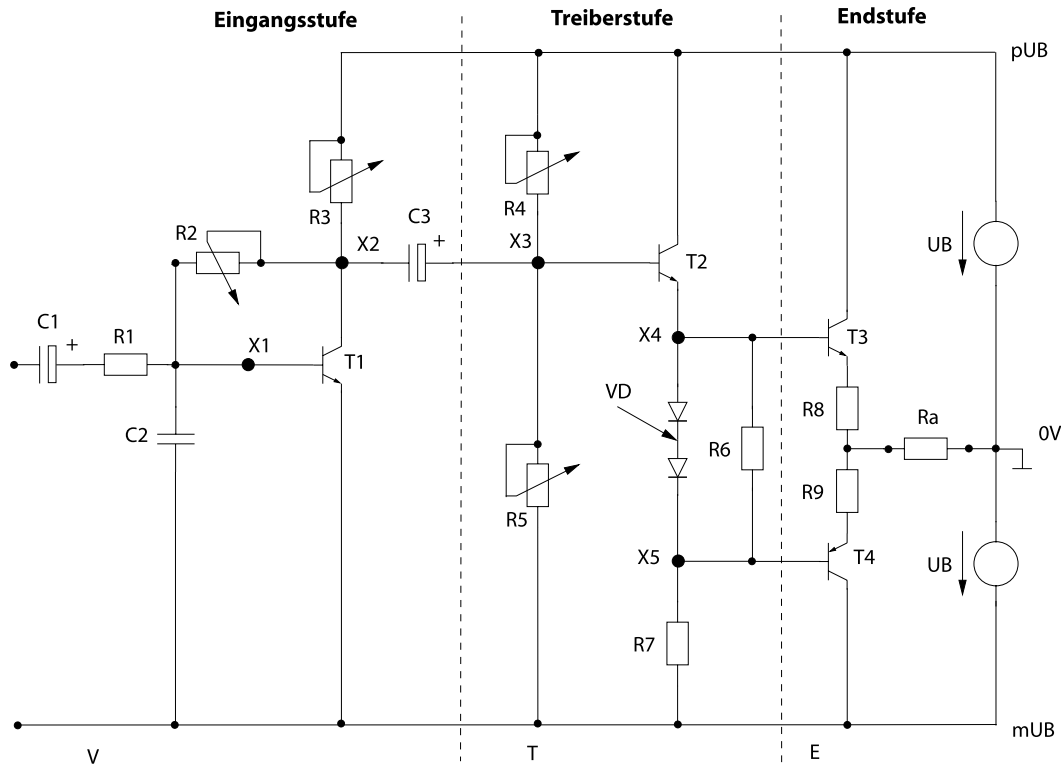 Eingangsstufe
Treiberstufe
Endstufe
pUB
R3
R4
C3
R2
X2
X3
+
UB
T2
C1
+
R1
X1
T1
X4
T3
VD
R8
Ra
0V
C2
R6
R9
R5
X5
T4
UB
R7
mUB
V
T
E